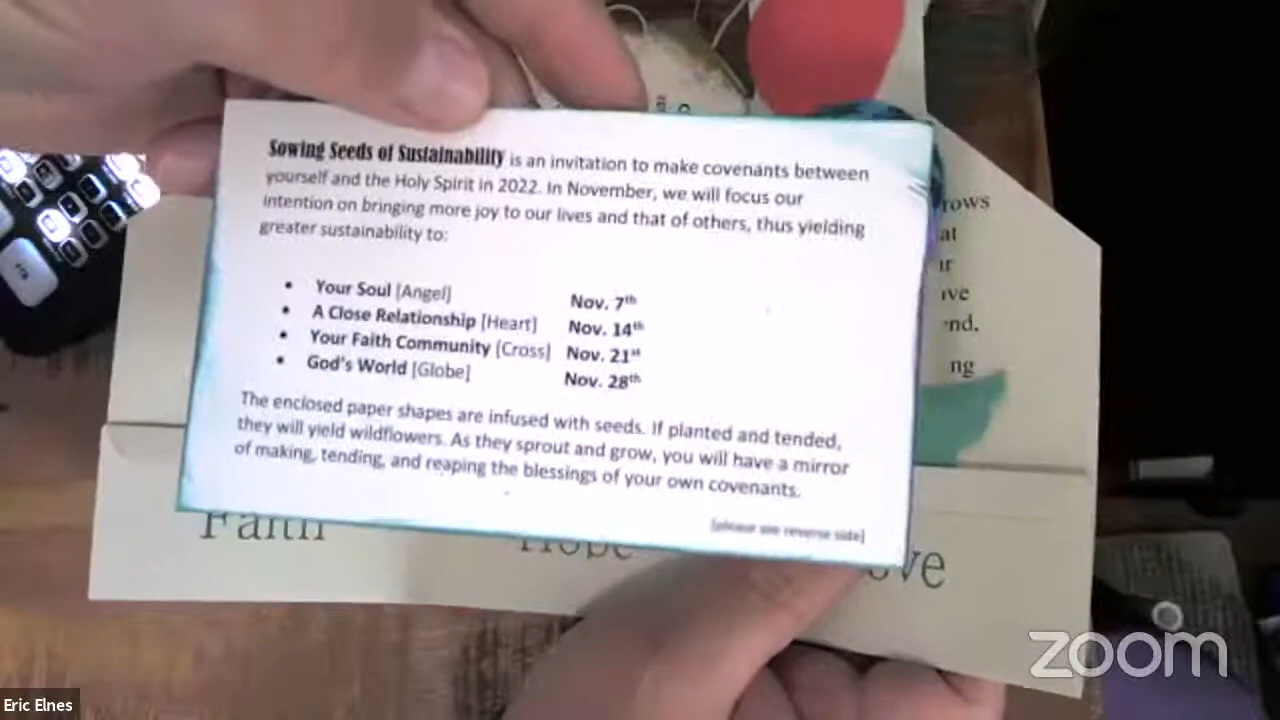 Sowing Seeds of Sustainability is an invitation to make covenants between
yourself and the Holy Spirit in 2022. In November, we will focus our
intention on bringing more joy to our lives and that of others, thus yielding
greater sustainability to:
• Your Soul [Angel] Nov. 7th
• A Close Relationship [Heart] Nov. 14th
• Your Faith Community [Cross] Nov. 21st
• God's World [Globe] Nov. 28th
The enclosed paper shapes are infused with seeds. If planted and tended,
they will yield wildflowers. As they sprout and grow, you will have a mirror
of making, tending, and reaping the blessings of your own covenants.
[please see reverse side]
rows
at
ir
ive
nd.
ng
Faith Hope ove
zoom
Eric Elnes